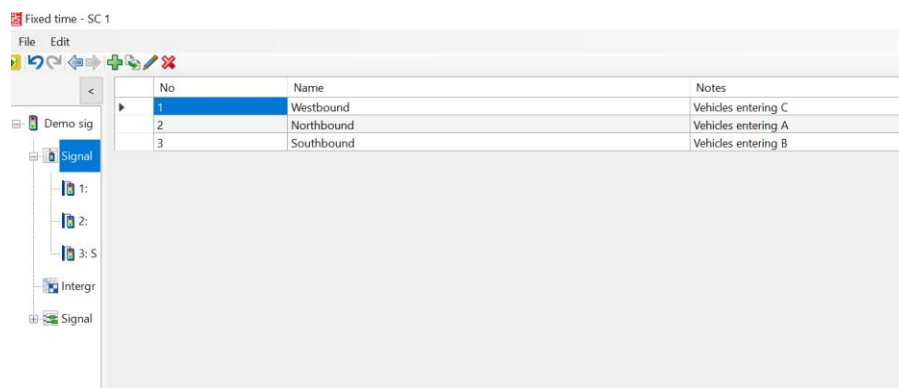 Fixed time - SC 1
File Edit
<
No Name Notes
Demo sig
1 Westbound Vehicles entering C
2 Northbound Vehicles entering A
3 Southbound Vehicles entering B
Signal
1:
2:
3: S
Intergr
Signal